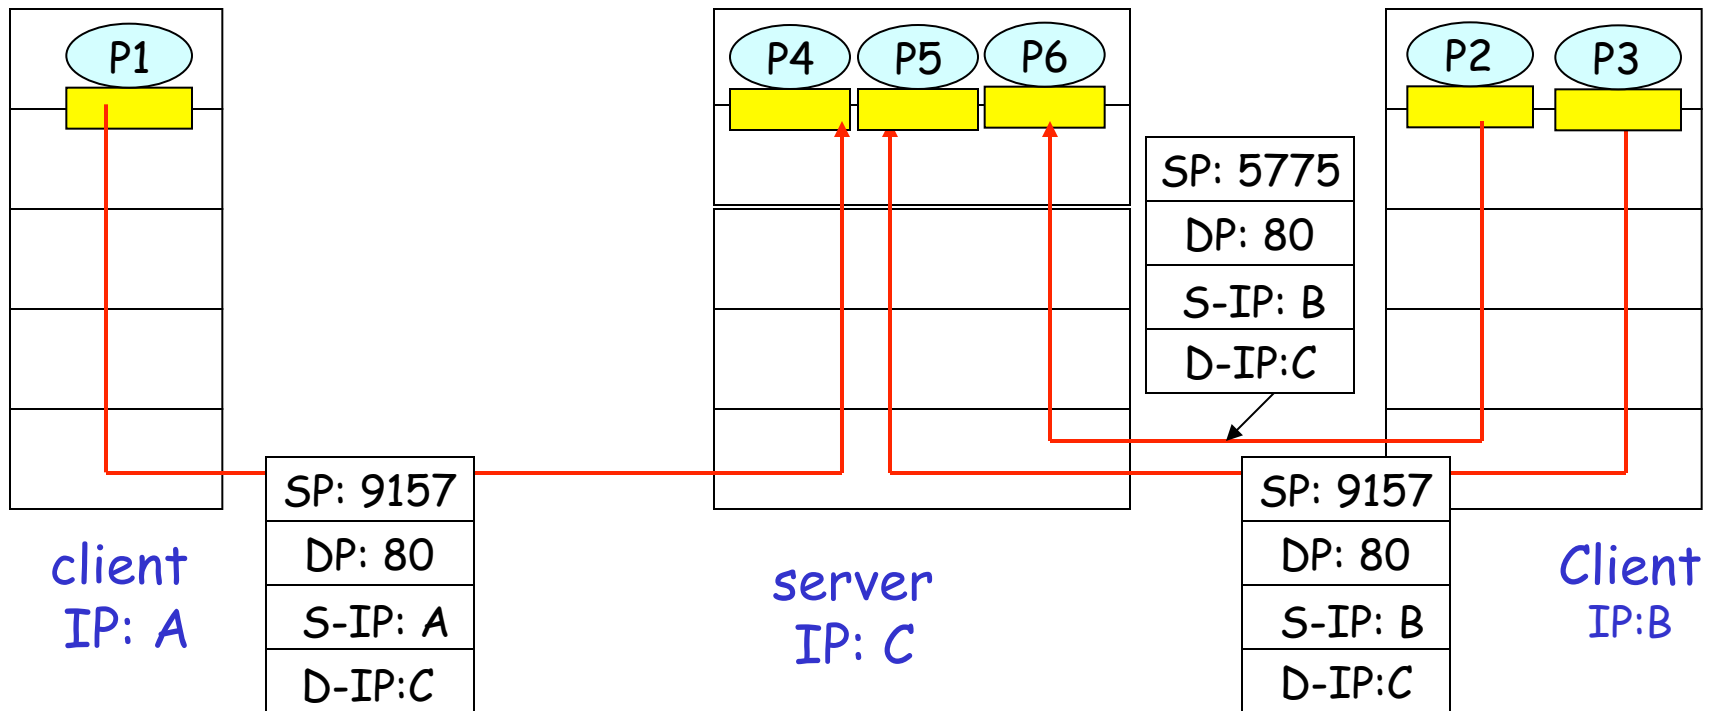 P1
P4
P5
P6
P2
P3
SP: 5775
DP: 80
S-IP: B
D-IP:C
SP: 9157
DP: 80
S-IP: A
D-IP:C
SP: 9157
DP: 80
S-IP: B
D-IP:C
client
IP: A
server
IP: C
Client
IP:B